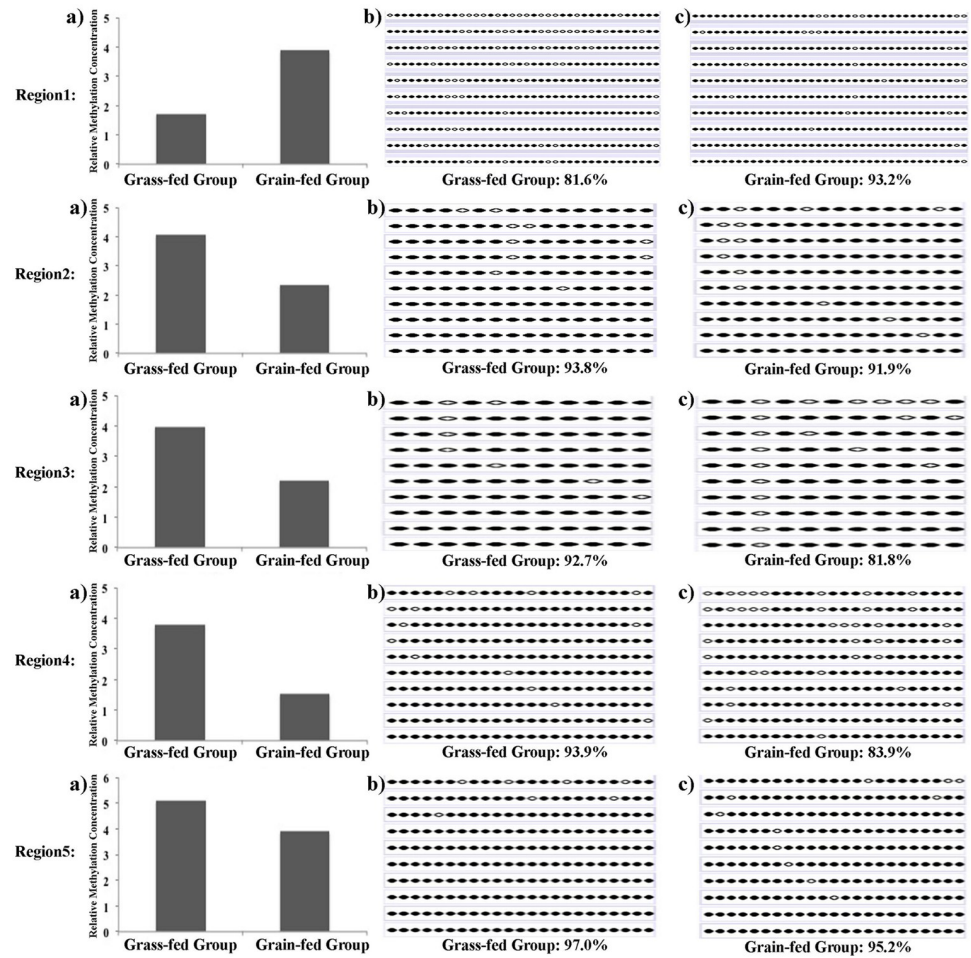 a)
b)
c)
Region1:
Relative Methylation Concentration
5
4
3
2
1
0
Grass-fed Group
Grain-fed Group
Grass-fed Group: 81.6%
Grain-fed Group: 93.2%
a)
b)
c)
Region2:
Relative Methylation Concentration
5
4
3
2
1
0
Grass-fed Group
Grain-fed Group
Grass-fed Group: 93.8%
Grain-fed Group: 91.9%
a)
b)
c)
Region3:
Relative Methylation Concentration
5
4
3
2
1
0
Grass-fed Group
Grain-fed Group
Grass-fed Group: 92.7%
Grain-fed Group: 81.8%
a)
b)
c)
Region4:
Relative Methylation Concentration
5
4
3
2
1
0
Grass-fed Group
Grain-fed Group
Grass-fed Group: 93.9%
Grain-fed Group: 83.9%
a)
b)
c)
Region5:
Relative Methylation Concentration
6
5
4
3
2
1
0
Grass-fed Group
Grain-fed Group
Grass-fed Group: 97.0%
Grain-fed Group: 95.2%